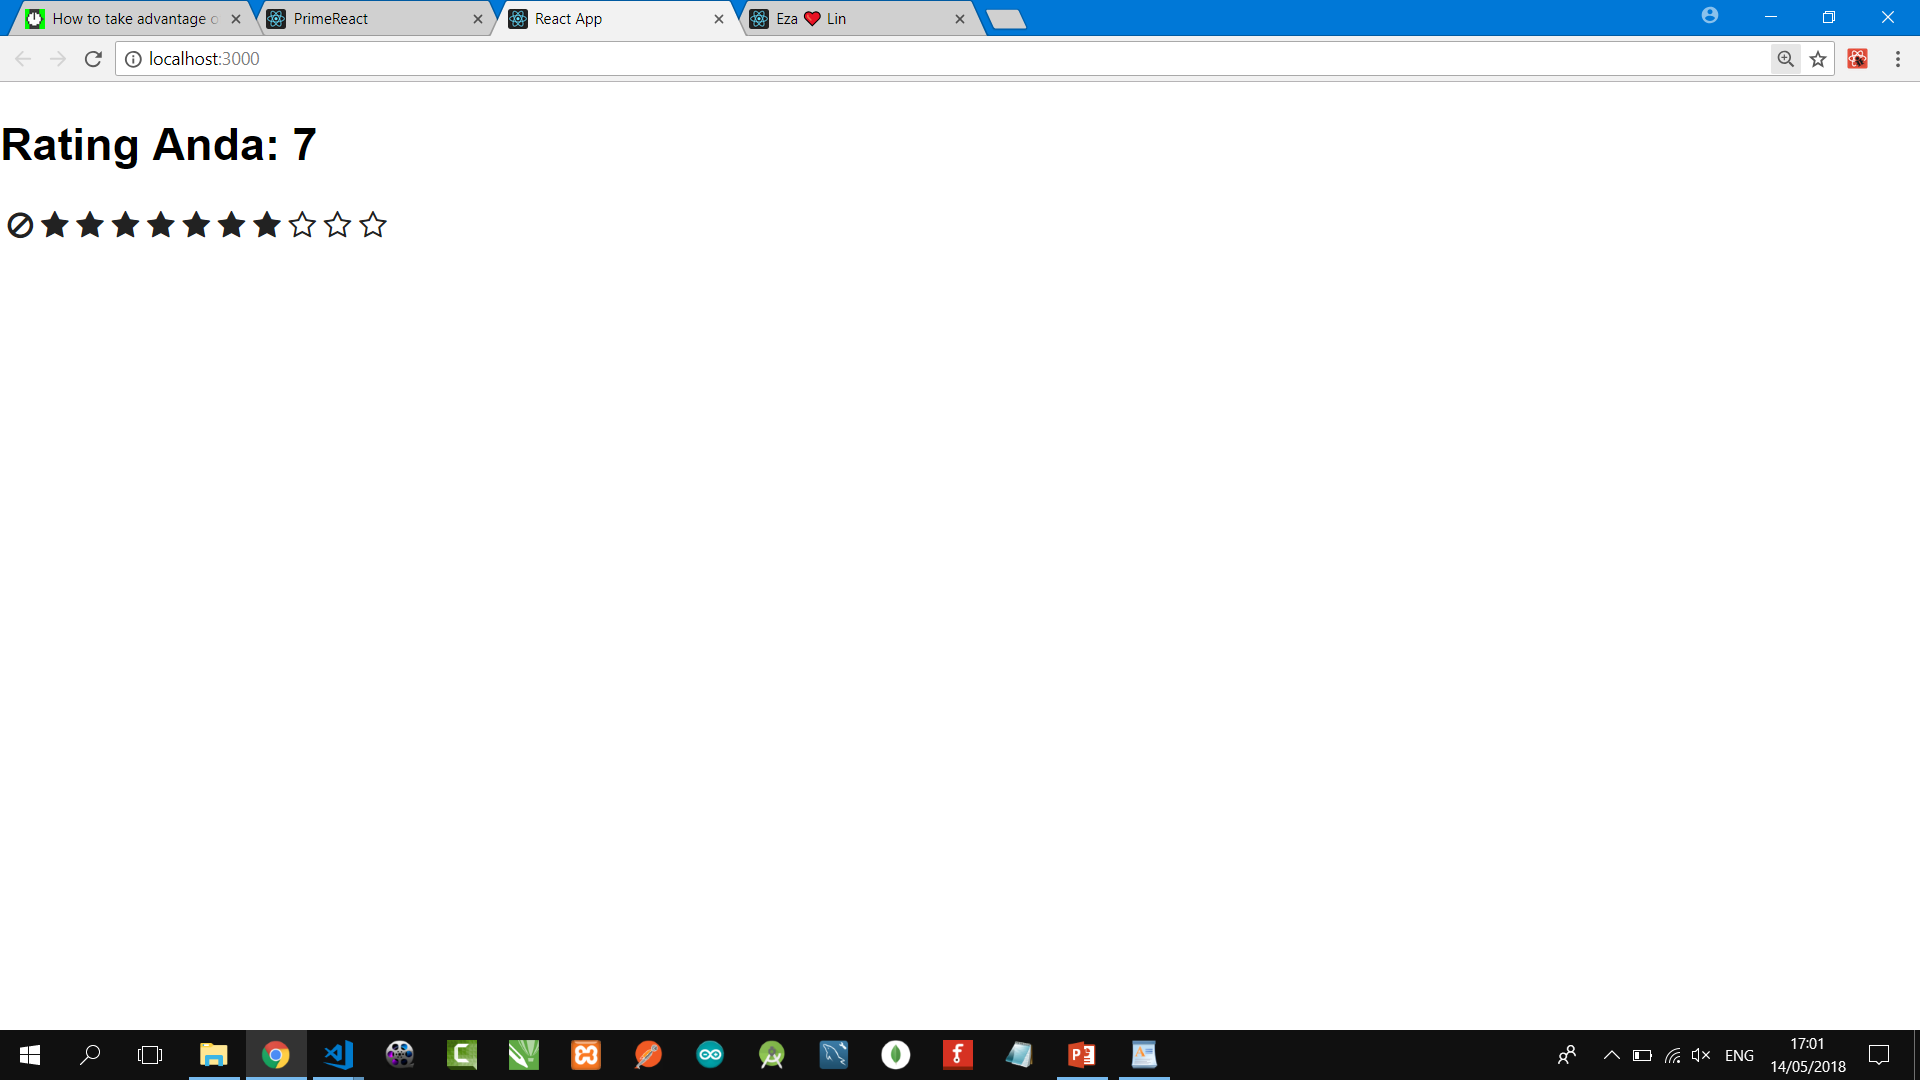 How to take advantage o
PrimeReact
React App
Eza ❤ Lin
localhost:3000
Rating Anda: 7
ENG
17:01
14/05/2018